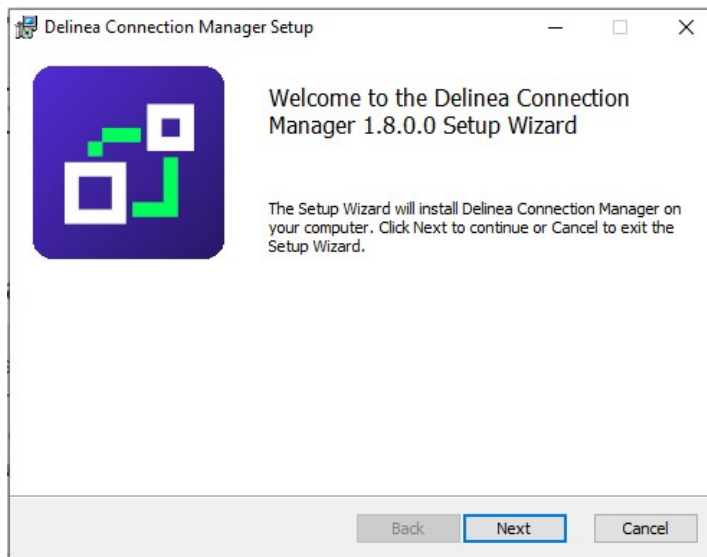 Delinea Connection Manager Setup
Welcome to the Delinea Connection
Manager 1.8.0.0 Setup Wizard
The Setup Wizard will install Delinea Connection Manager on
your computer. Click Next to continue or Cancel to exit the
Setup Wizard.
Back Next Cancel